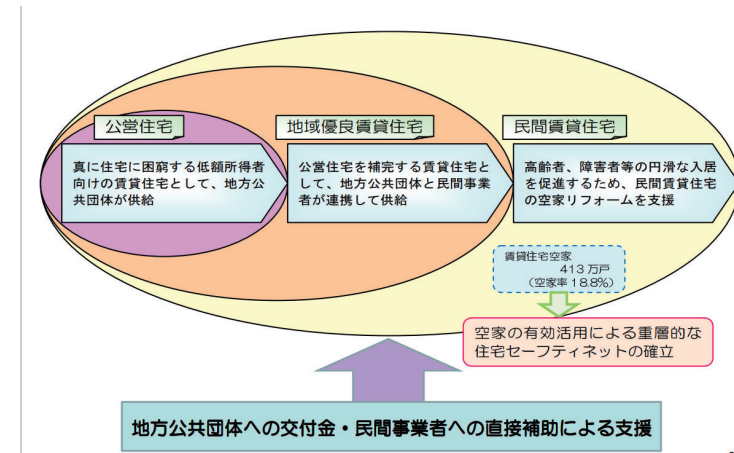 公営住宅
真に住宅に困窮する低額所得者
向けの賃貸住宅として、地方公
共団体が供給
地域優良賃貸住宅
公営住宅を補完する賃貸住宅と
して、地方公共団体と民間事業
者が連携して供給
民間賃貸住宅
高齢者、障害者等の円滑な入居
を促進するため、民間賃貸住宅
の空家リフォームを支援
賃貸住宅空家
413万戸
（空家率18.8%）
空家の有効活用による重層的な
住宅セーフティネットの確立
地方公共団体への交付金・民間事業者への直接補助による支援